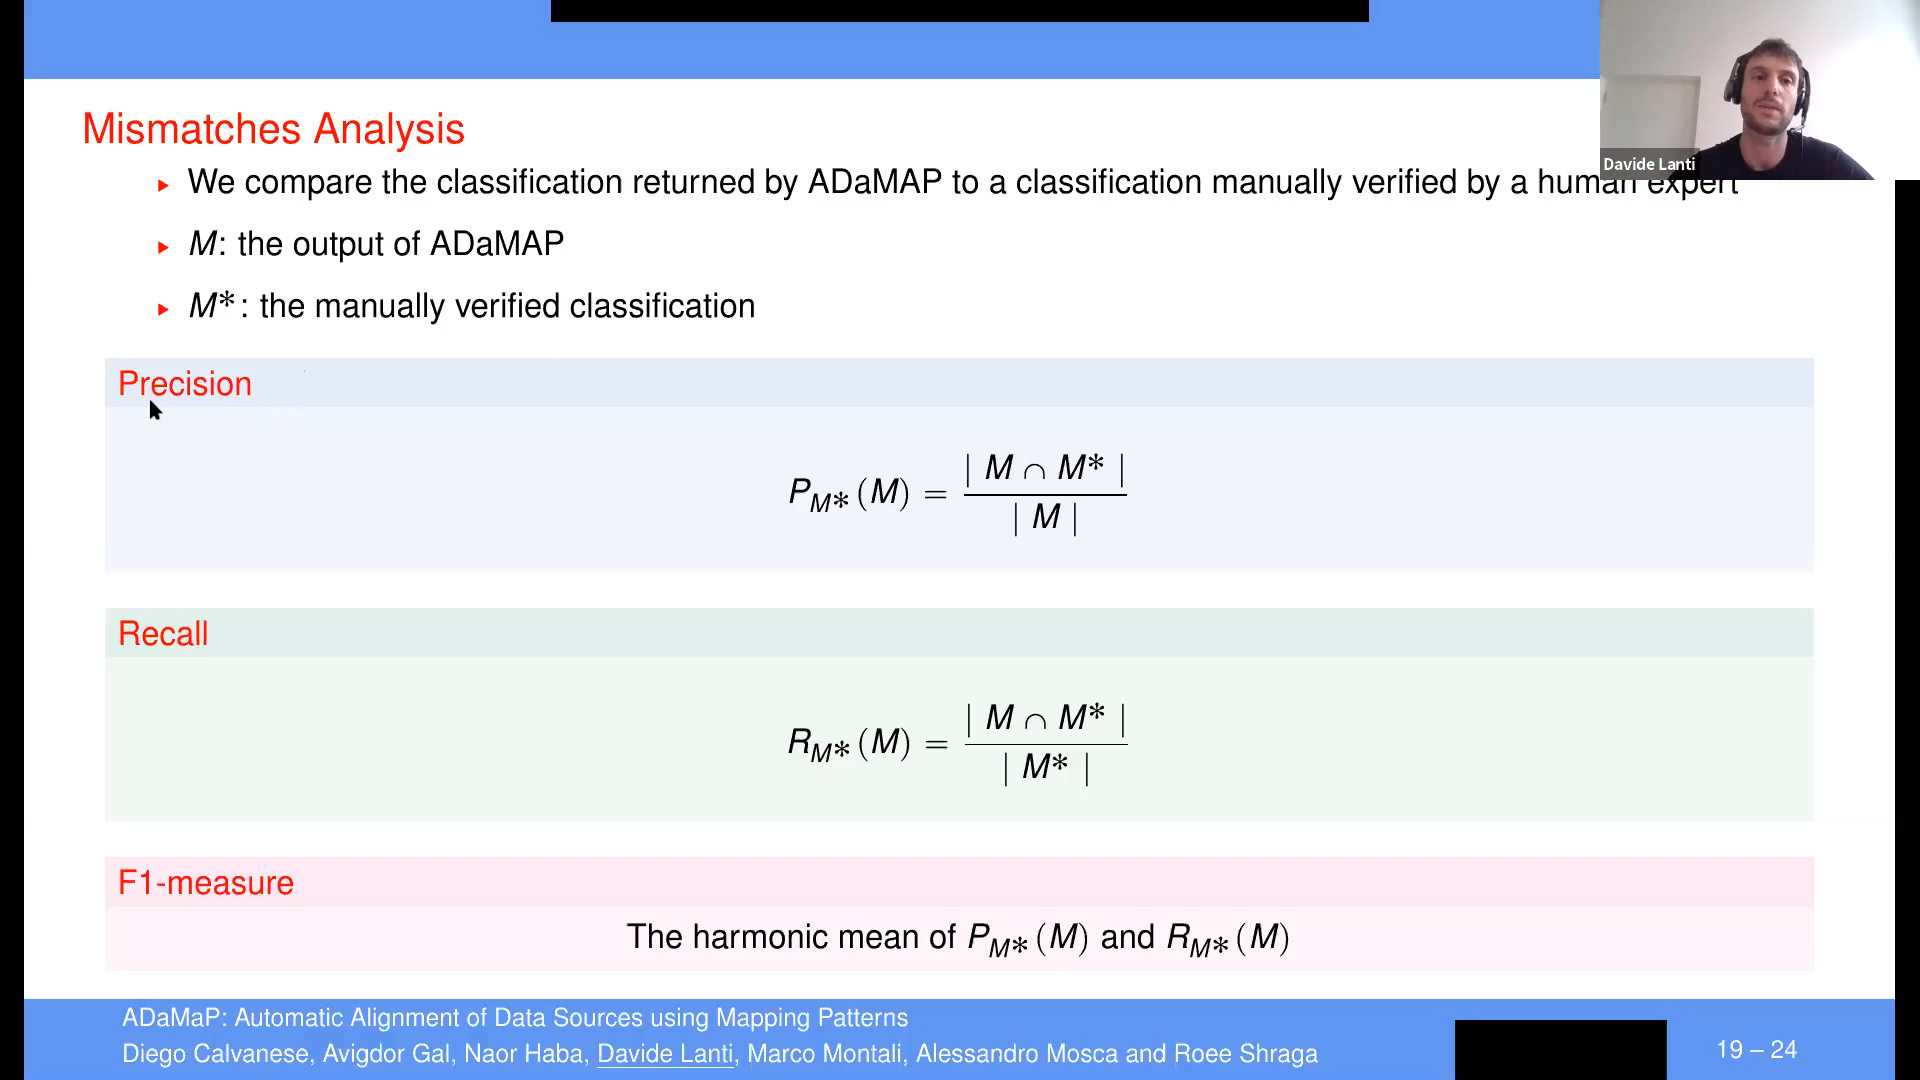 Mismatches Analysis
We compare the classification returned by ADaMAP to a classification manually verified by a human expert
Davide Lanti
M: the output of ADaMAP
M*: the manually verified classification
Precision
P_{M*}(M) = | M ∩ M* | / | M |
Recall
R_{M*}(M) = | M ∩ M* | / | M* |
F1-measure
The harmonic mean of P_{M*}(M) and R_{M*}(M)
ADaMaP: Automatic Alignment of Data Sources using Mapping Patterns
Diego Calvanese, Avigdor Gal, Naor Haba, Davide Lanti, Marco Montali, Alessandro Mosca and Roee Shraga
19 – 24